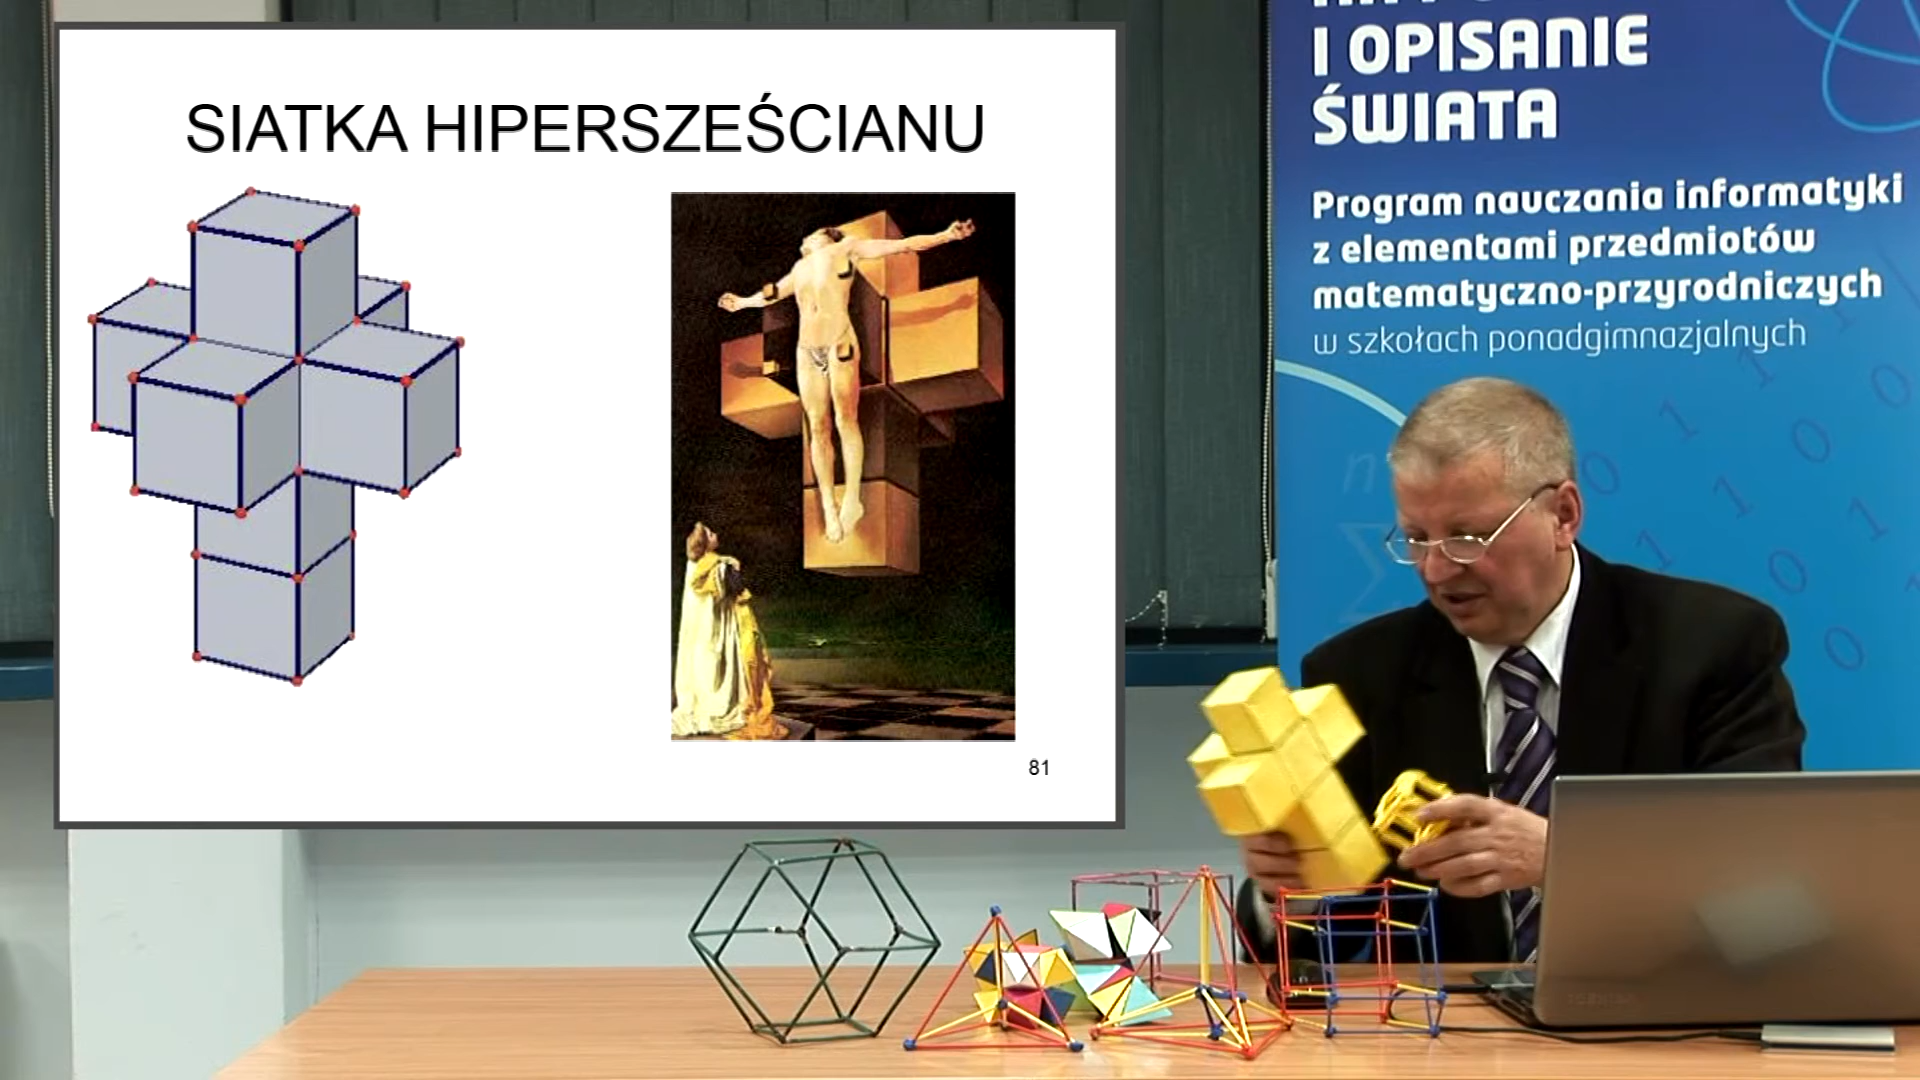 SIATKA HIPERSZEŚCIANU
81
I OPISANIE
ŚWIATA
Program nauczania informatyki
z elementami przedmiotów
matematyczno-przyrodniczych
w szkołach ponadgimnazjalnych